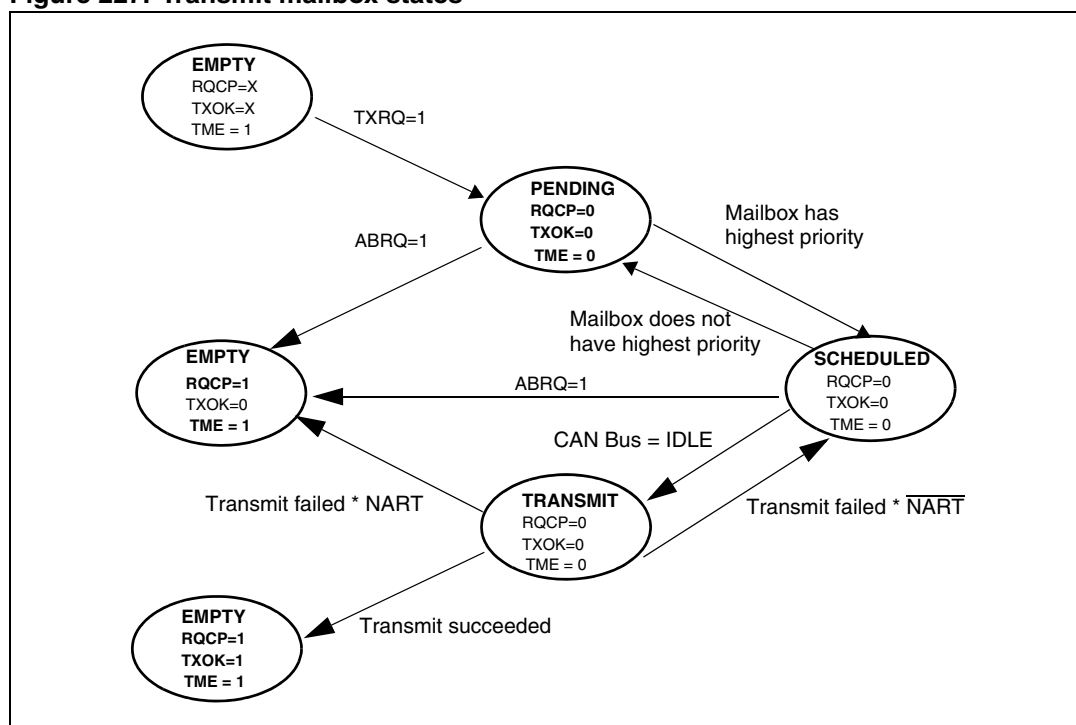 Figure 227. Transmit mailbox states
EMPTY
RQCP=X
TXOK=X
TME = 1
TXRQ=1
PENDING
RQCP=0
TXOK=0
TME = 0
Mailbox has
highest priority
ABRQ=1
Mailbox does not
have highest priority
EMPTY
RQCP=1
TXOK=0
TME = 1
SCHEDULED
RQCP=0
TXOK=0
TME = 0
ABRQ=1
CAN Bus = IDLE
Transmit failed * NART
TRANSMIT
RQCP=0
TXOK=0
TME = 0
Transmit failed * N̅A̅R̅T̅
EMPTY
RQCP=1
TXOK=1
TME = 1
Transmit succeeded